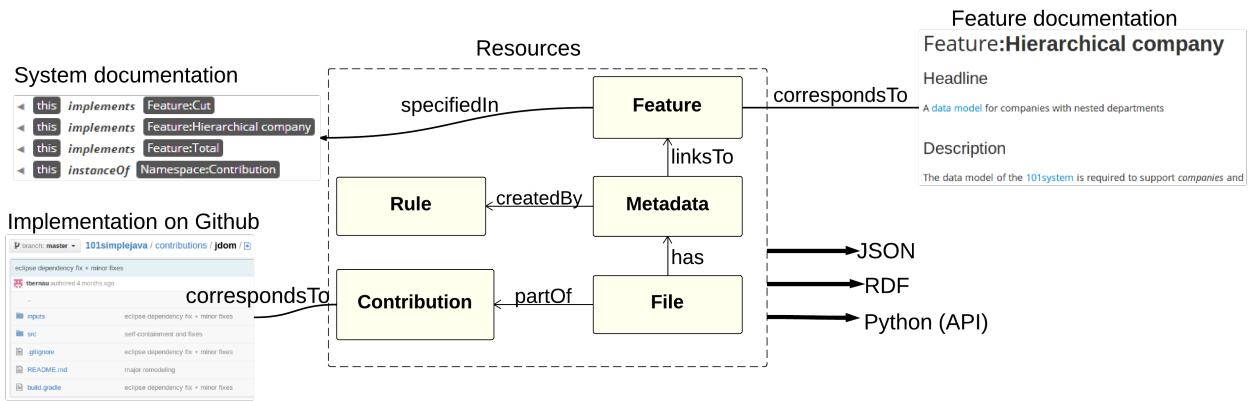 Feature documentation
Resources
System documentation
Feature:Hierarchical company
Headline
A data model for companies with nested departments
Description
The data model of the 101system is required to support companies and
this implements Feature:Cut
this implements Feature:Hierarchical company
this implements Feature:Total
this instanceOf Namespace:Contribution
specifiedIn
Feature
correspondsTo
linksTo
Rule
createdBy
Metadata
has
Implementation on Github
branch: master
101simplejava / contributions / jdom /
eclipse dependency fix + minor fixes
tbernau authored 4 months ago
..
inputs eclipse dependency fix + minor fixes
src self-containment and fixes
.gitignore eclipse dependency fix + minor fixes
README.md major remodeling
build.gradle eclipse dependency fix + minor fixes
correspondsTo
Contribution
partOf
File
JSON
RDF
Python (API)